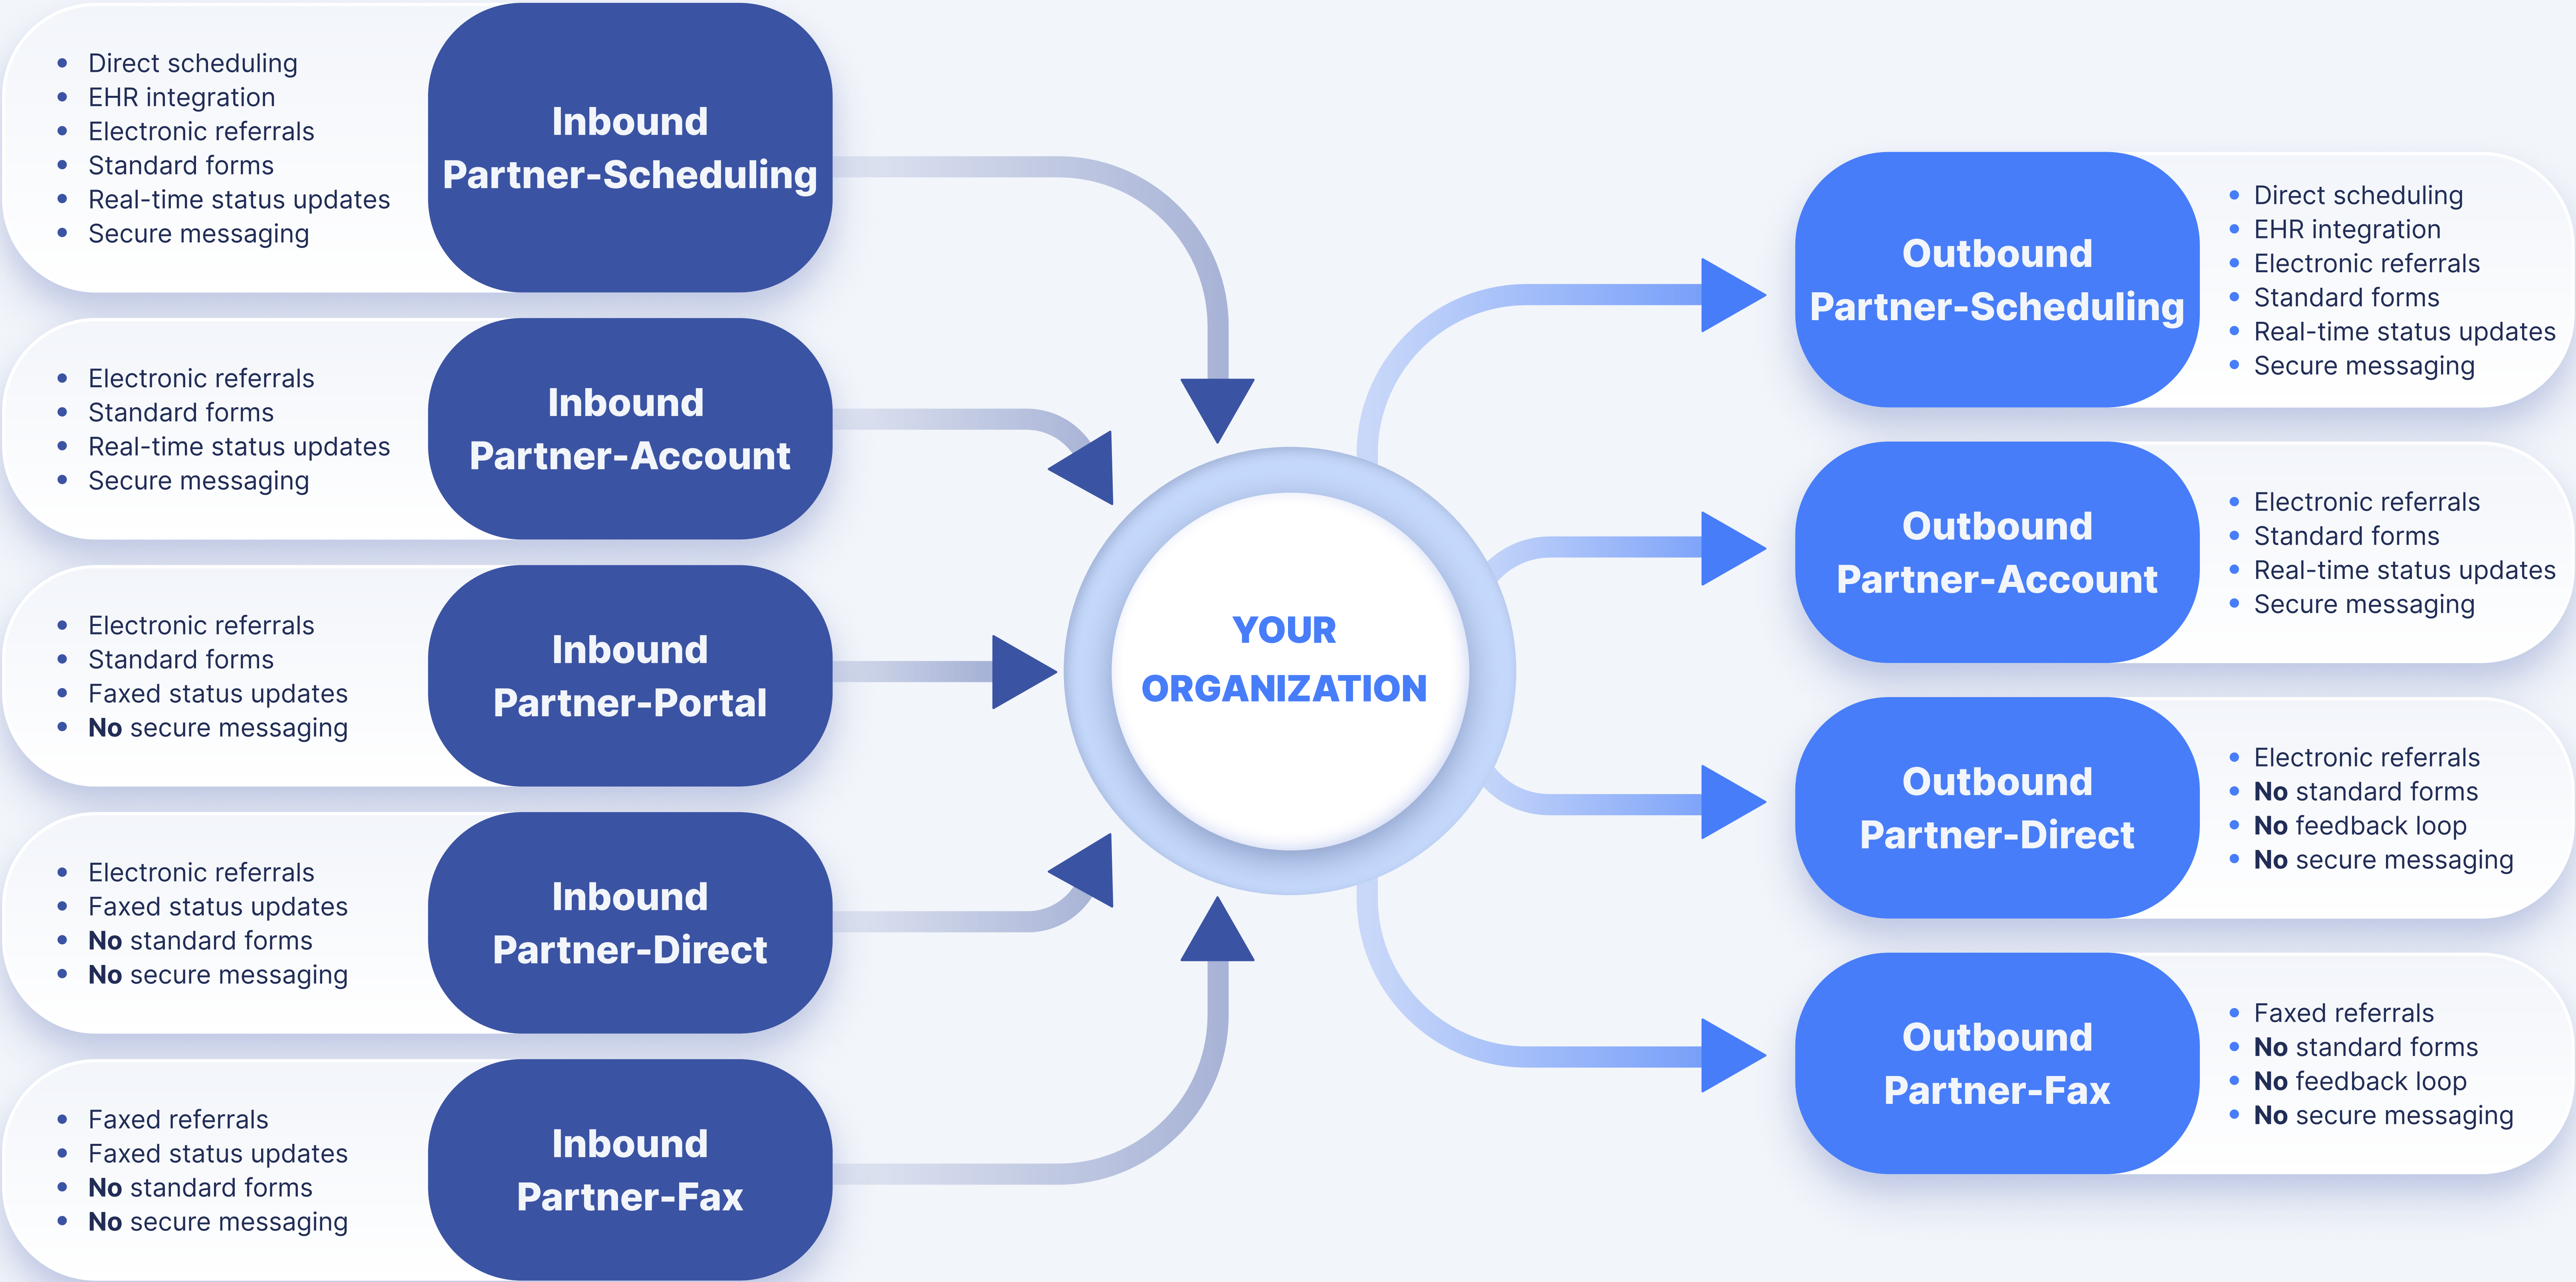 Direct scheduling
EHR integration
Electronic referrals
Standard forms
Real-time status updates
Secure messaging
Inbound
Partner-Scheduling
Electronic referrals
Standard forms
Real-time status updates
Secure messaging
Inbound
Partner-Account
Electronic referrals
Standard forms
Faxed status updates
No secure messaging
Inbound
Partner-Portal
Electronic referrals
Faxed status updates
No standard forms
No secure messaging
Inbound
Partner-Direct
Faxed referrals
Faxed status updates
No standard forms
No secure messaging
Inbound
Partner-Fax
YOUR
ORGANIZATION
Outbound
Partner-Scheduling
Direct scheduling
EHR integration
Electronic referrals
Standard forms
Real-time status updates
Secure messaging
Outbound
Partner-Account
Electronic referrals
Standard forms
Real-time status updates
Secure messaging
Outbound
Partner-Direct
Electronic referrals
No standard forms
No feedback loop
No secure messaging
Outbound
Partner-Fax
Faxed referrals
No standard forms
No feedback loop
No secure messaging